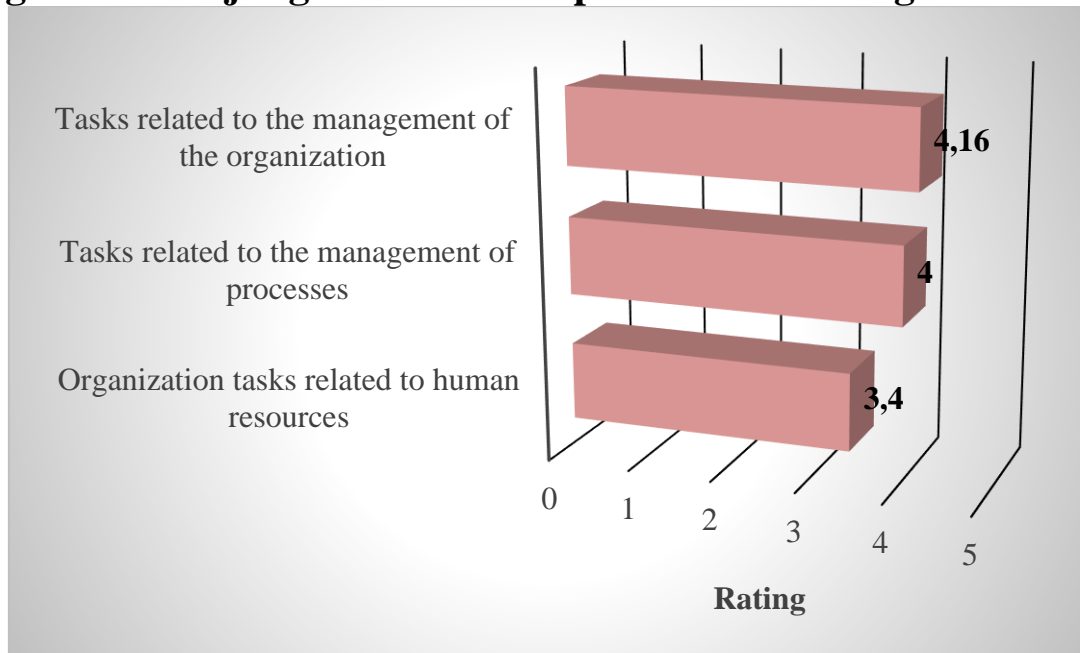 Tasks related to the management of
the organization
4,16
Tasks related to the management of
processes
4
Organization tasks related to human
resources
3,4
0
1
2
3
4
5
Rating